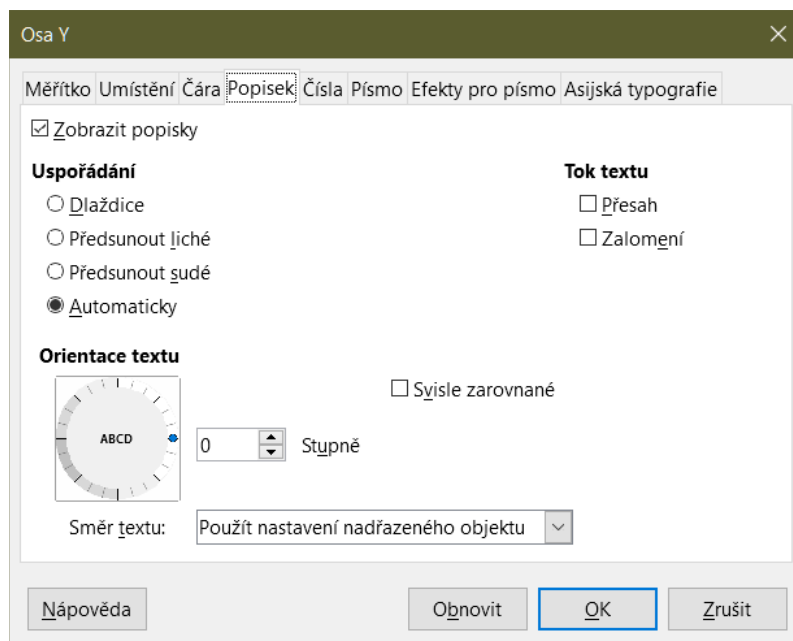 Osa Y
Měřítko Umístění Čára Popisek Čísla Písmo Efekty pro písmo Asijská typografie
Zobrazit popisky
Uspořádání
Dlaždice
Předsunout liché
Předsunout sudé
Automaticky
Tok textu
Přesah
Zalomení
Orientace textu
Svisle zarovnané
ABCD
0 Stupně
Směr textu: Použít nastavení nadřazeného objektu
Nápověda Obnovit OK Zrušit